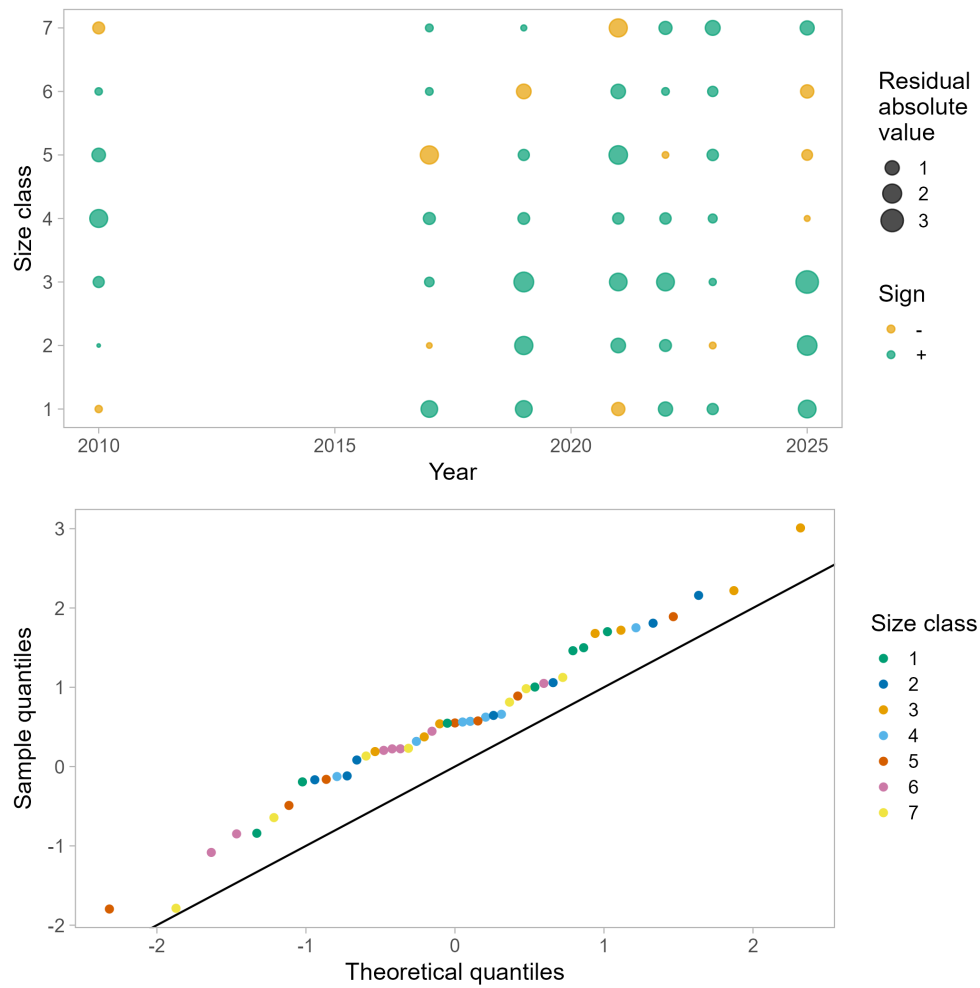 7
6
5
4
3
2
1
Size class
2010 2015 2020 2025
Year
Residual
absolute
value
1
2
3
Sign
-
+
3
2
1
0
-1
-2
Sample quantiles
-2 -1 0 1 2
Theoretical quantiles
Size class
1
2
3
4
5
6
7